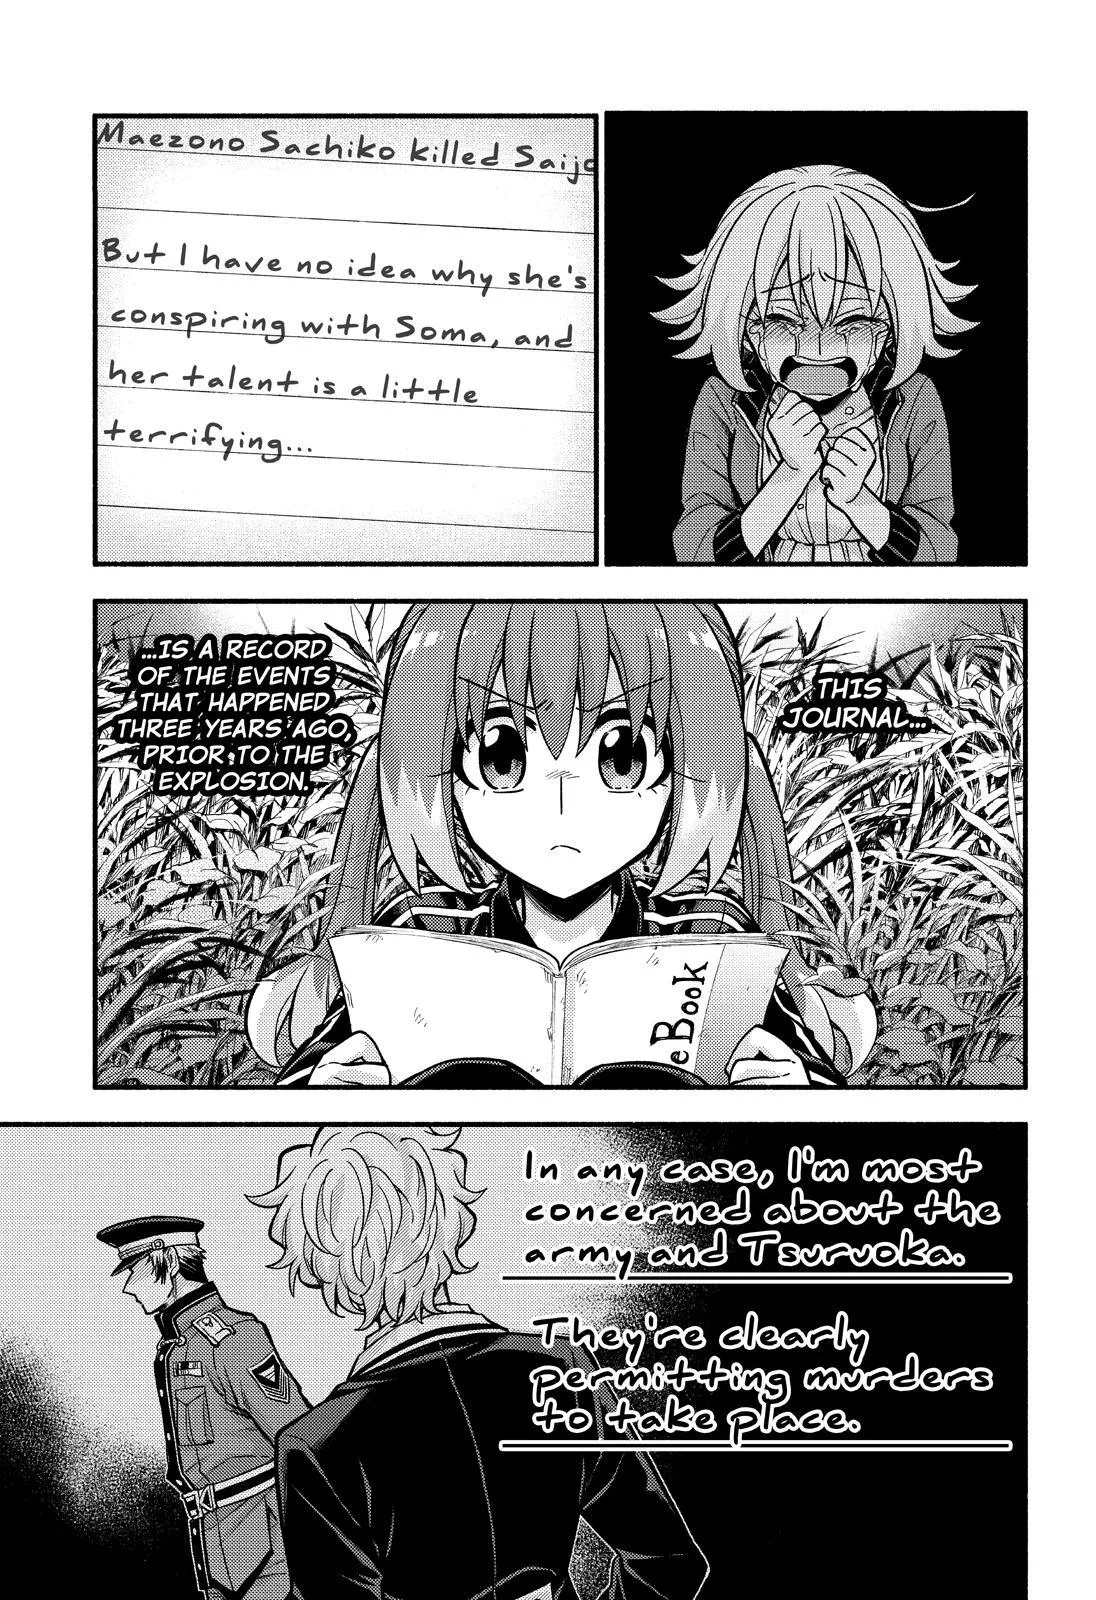 Maezono Sachiko killed Saijo
But I have no idea why she's
conspiring with Soma, and
her talent is a little
terrifying...
THIS
JOURNAL...
...IS A RECORD
OF THE EVENTS
THAT HAPPENED
THREE YEARS AGO,
PRIOR TO THE
EXPLOSION.
eBook
In any case, I'm most
concerned about the
army and Tsuruoka.
They're clearly
permitting murders
to take place.